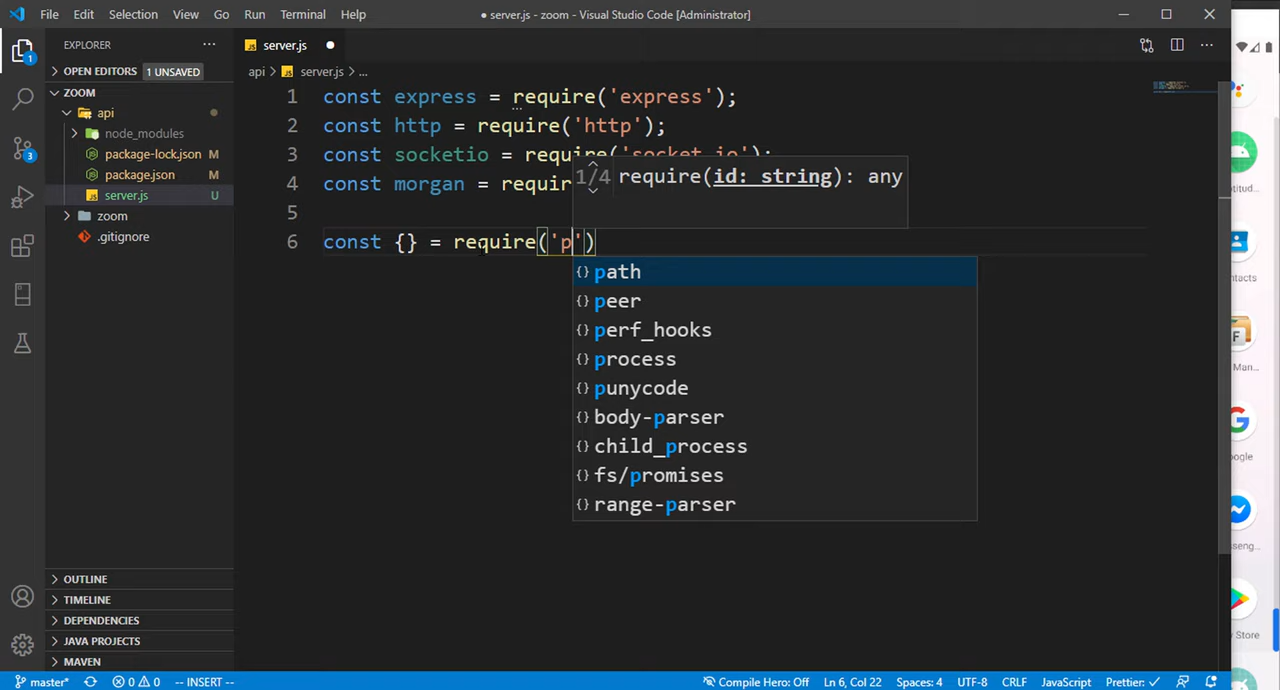 File Edit Selection View Go Run Terminal Help
● server.js - zoom - Visual Studio Code [Administrator]
EXPLORER
server.js
OPEN EDITORS 1 UNSAVED
api > server.js > ...
ZOOM
api
node_modules
package-lock.json M
package.json M
server.js U
zoom
.gitignore
1 const express = require('express');
2 const http = require('http');
3 const socketio = require('socket.io');
4 const morgan = require
5
6 const {} = require('p')
1/4 require(id: string): any
{} path
{} peer
{} perf_hooks
{} process
{} punycode
{} body-parser
{} child_process
{} fs/promises
{} range-parser
OUTLINE
TIMELINE
DEPENDENCIES
JAVA PROJECTS
MAVEN
1
3
master* 0 0 -- INSERT -- Compile Hero: Off Ln 6, Col 22 Spaces: 4 UTF-8 CRLF JavaScript Prettier: ✓